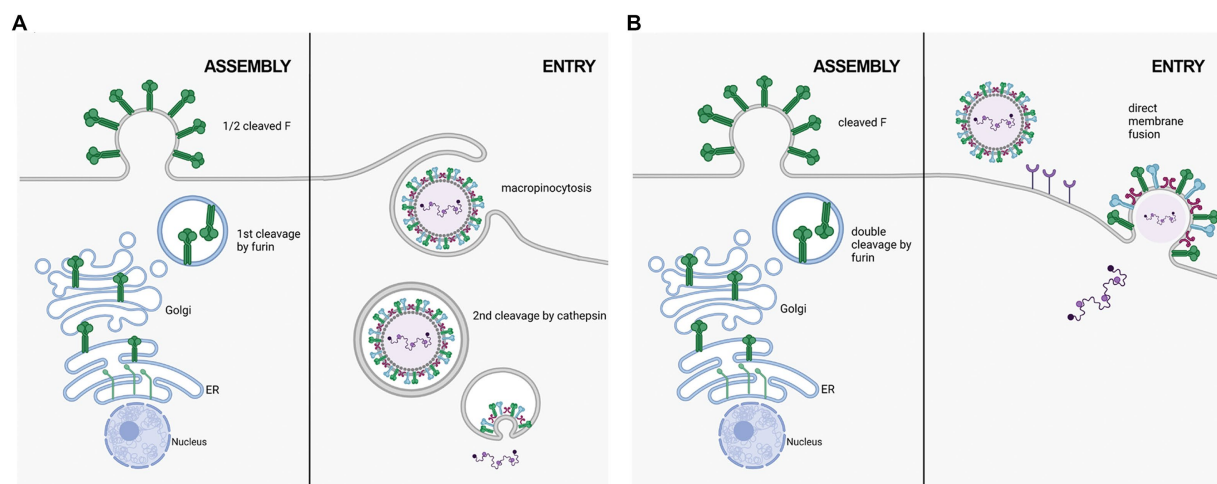 A
ASSEMBLY
ENTRY
1/2 cleaved F
macropinocytosis
1st cleavage
by furin
Golgi
2nd cleavage by cathepsin
ER
Nucleus
B
ASSEMBLY
ENTRY
cleaved F
direct
membrane
fusion
double
cleavage by
furin
Golgi
ER
Nucleus